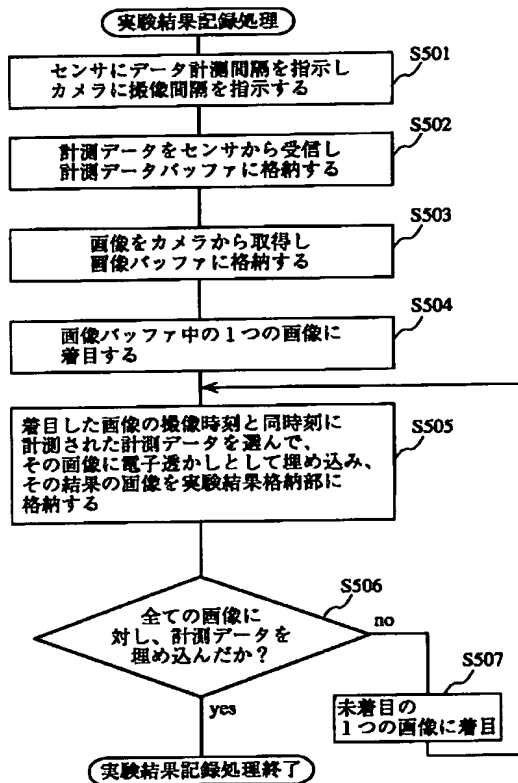 実験結果記録処理
S501
センサにデータ計測間隔を指示し
カメラに撮像間隔を指示する
S502
計測データをセンサから受信し
計測データバッファに格納する
S503
画像をカメラから取得し
画像バッファに格納する
S504
画像バッファ中の1つの画像に
着目する
着目した画像の撮像時刻と同時刻に
計測された計測データを選んで、
その画像に電子透かしとして埋め込み、
その結果の画像を実験結果格納部に
格納する
S505
S506
全ての画像に
対し、計測データを
埋め込んだか?
no
S507
未着目の
1つの画像に着目
yes
実験結果記録処理終了